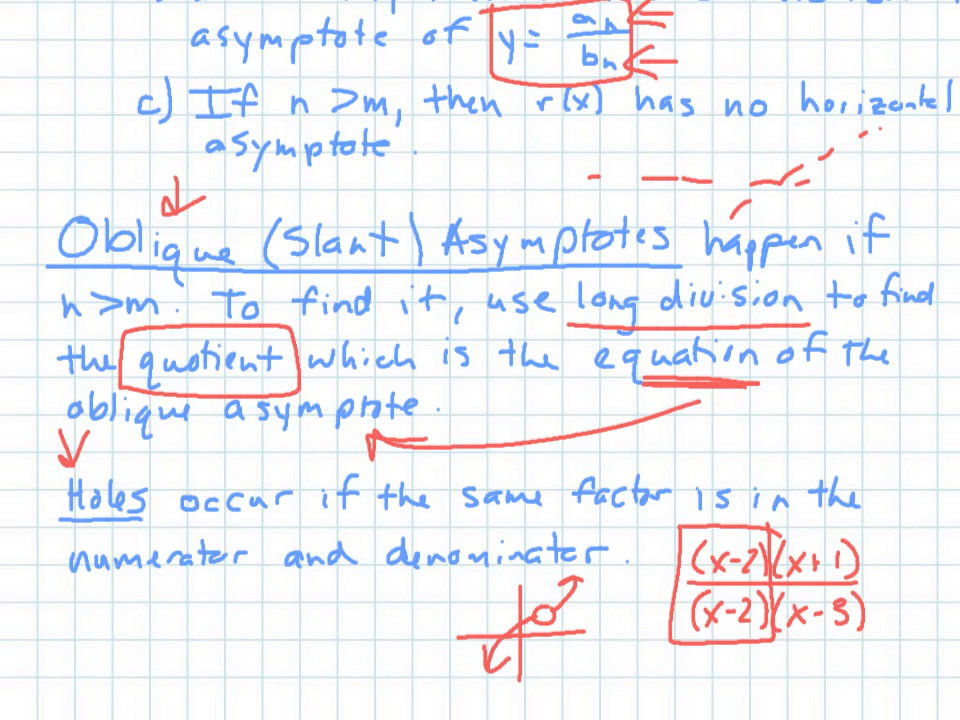 asymptote of y = an
bn
c) If n >m, then r(x) has no horizontal
asymptote.
Oblique (Slant) Asymptotes happen if
n >m. To find it, use long division to find
the quotient which is the equation of the
oblique asymptote.
Holes occur if the same factor is in the
numerator and denominator.
(x-2)(x+1)
(x-2)(x-3)